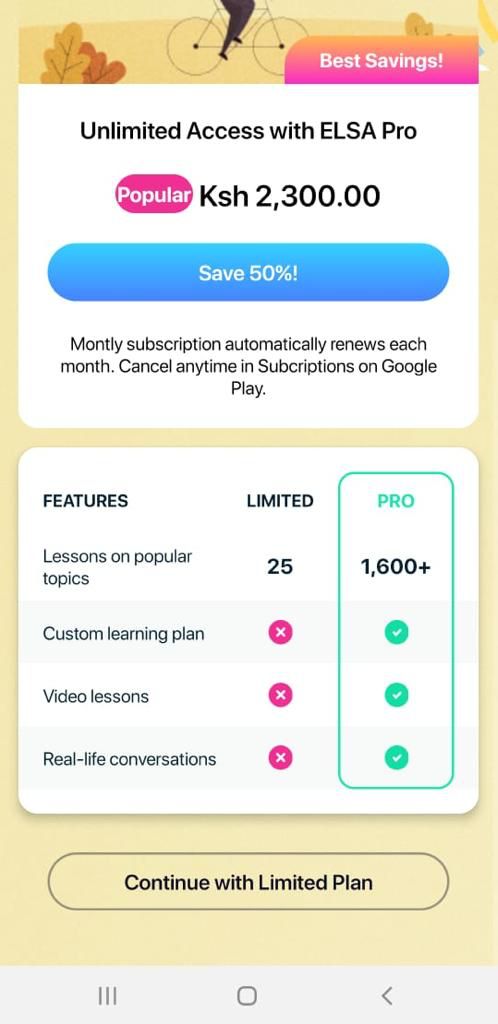 Best Savings!
Unlimited Access with ELSA Pro
Popular Ksh 2,300.00
Save 50%!
Montly subscription automatically renews each
month. Cancel anytime in Subcriptions on Google
Play.
FEATURES LIMITED PRO
Lessons on popular
topics 25 1,600+
Custom learning plan
Video lessons
Real-life conversations
Continue with Limited Plan